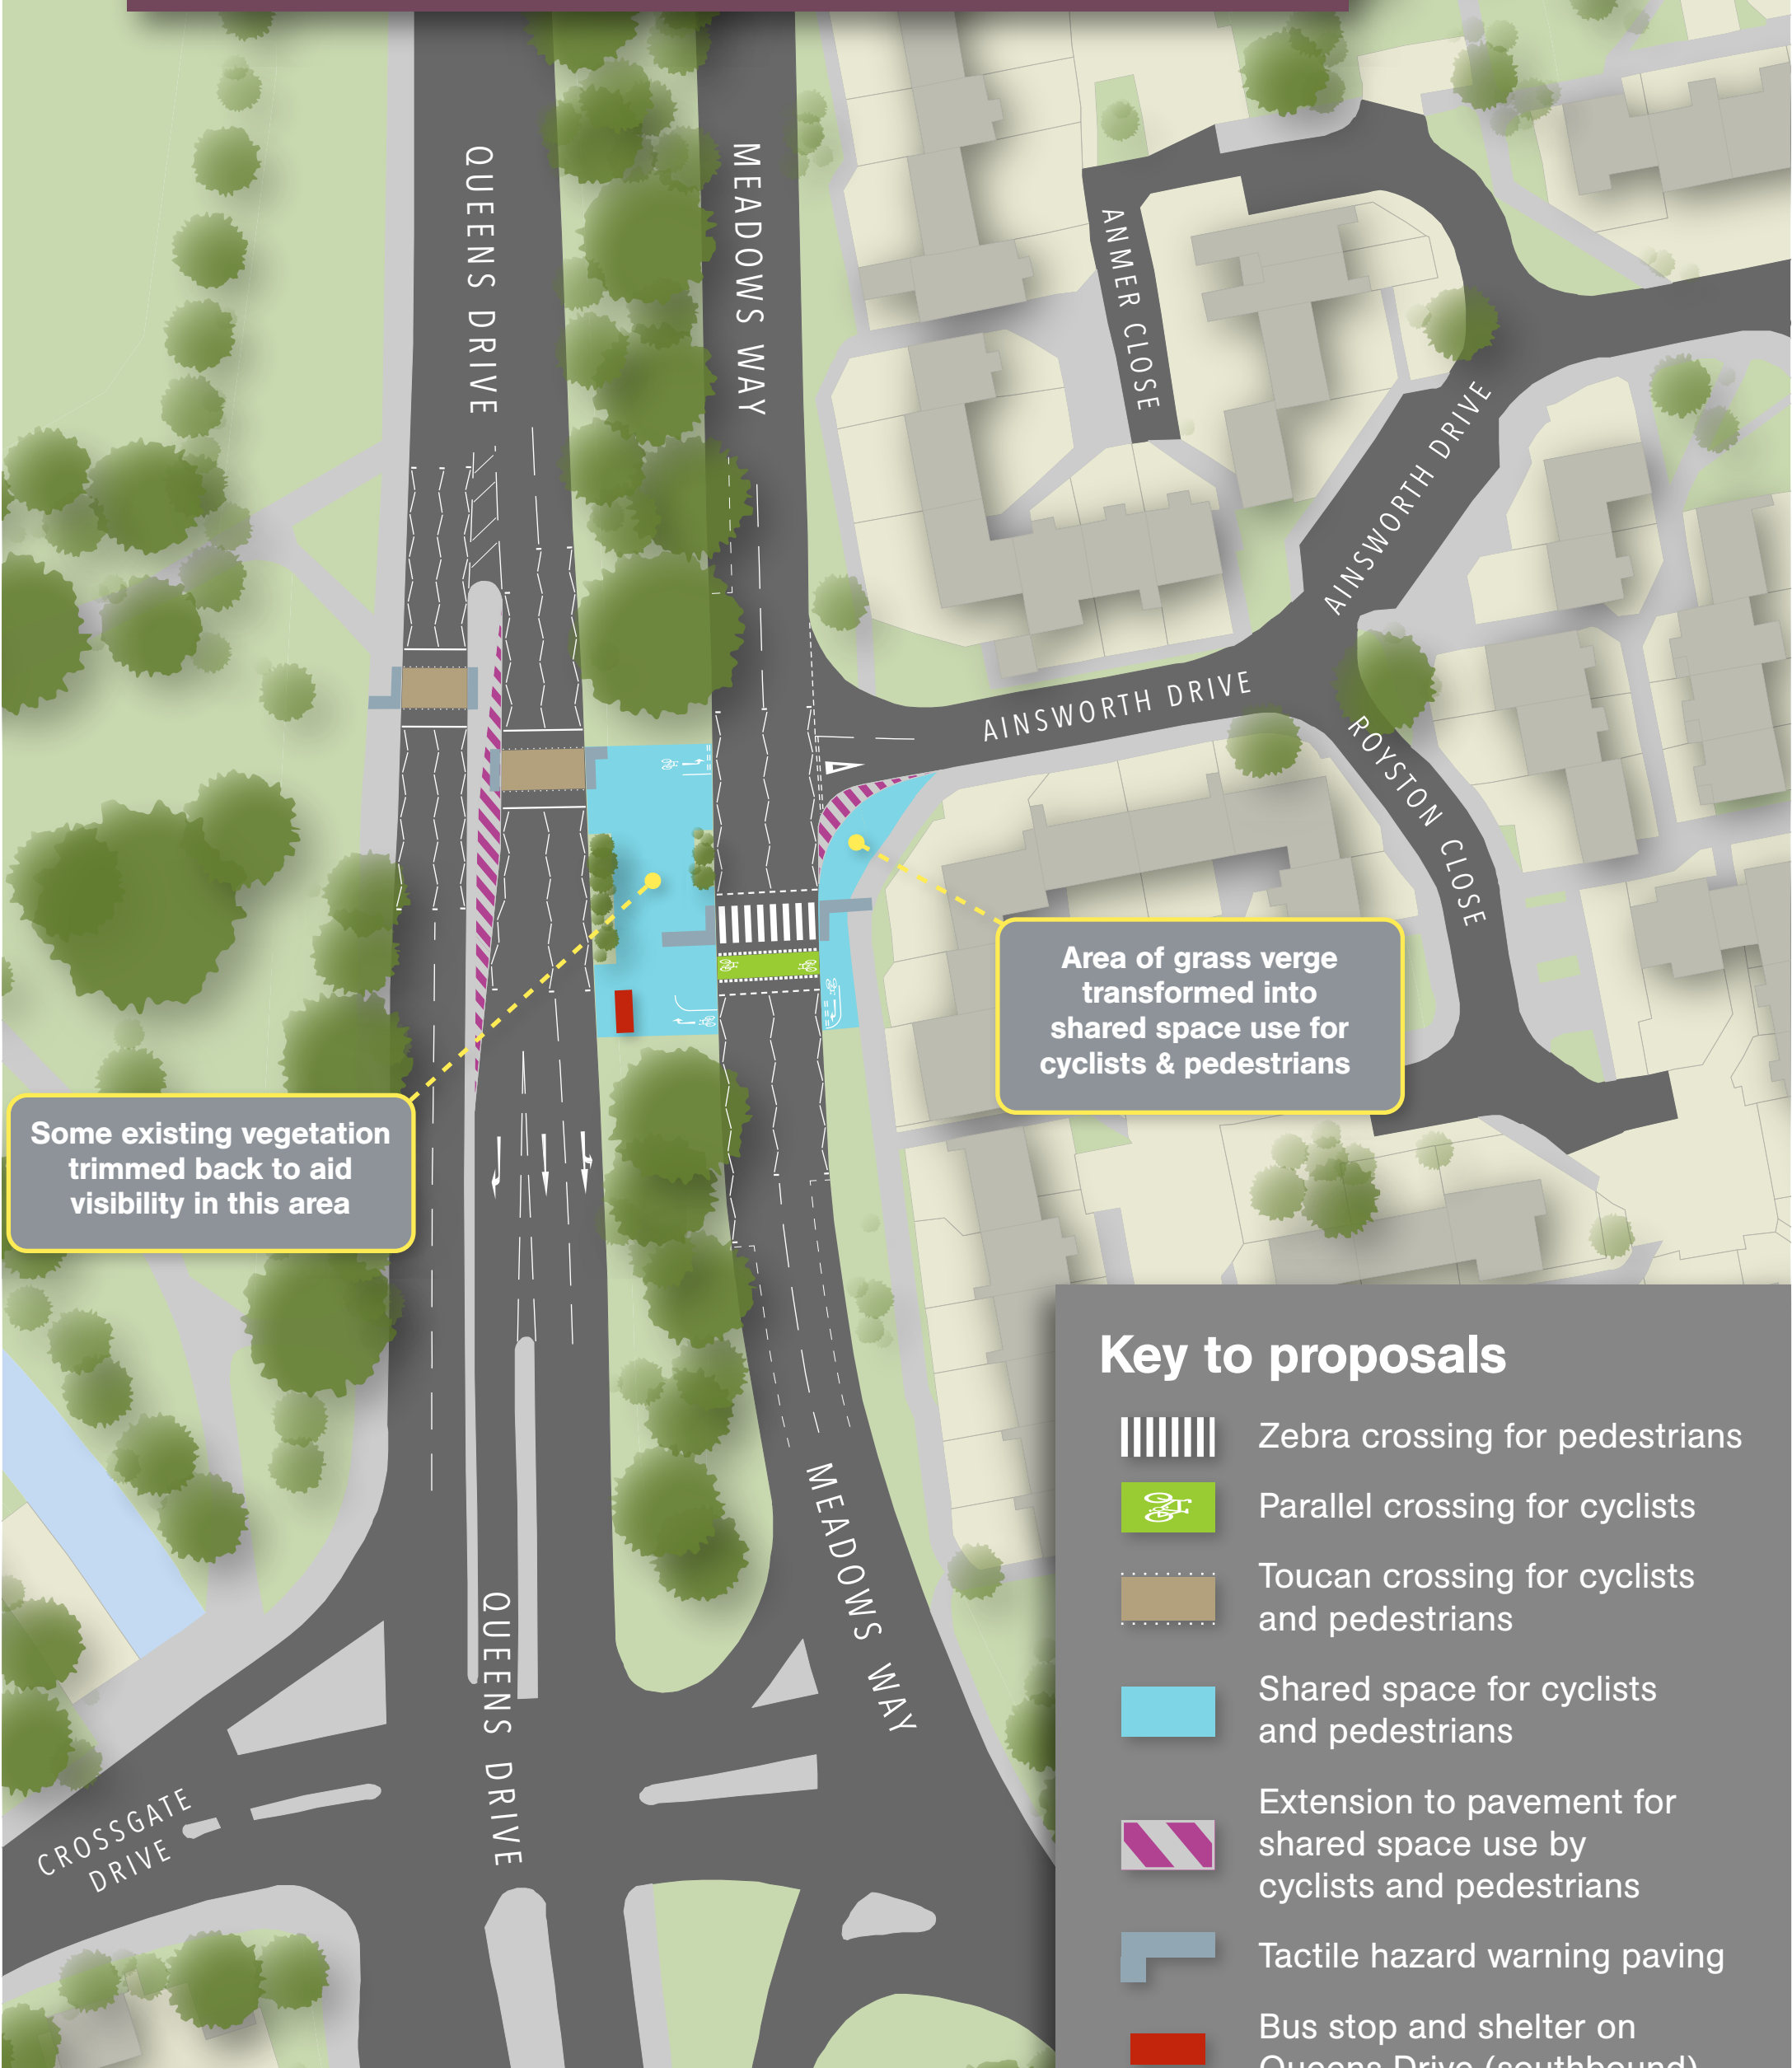 QUEENS DRIVE
MEADOWS WAY
ANMER CLOSE
AINSWORTH DRIVE
AINSWORTH DRIVE
ROYSTON CLOSE
Area of grass verge
transformed into
shared space use for
cyclists & pedestrians
Some existing vegetation
trimmed back to aid
visibility in this area
MEADOWS WAY
QUEENS DRIVE
CROSSGATE
DRIVE
Key to proposals
Zebra crossing for pedestrians
Parallel crossing for cyclists
Toucan crossing for cyclists
and pedestrians
Shared space for cyclists
and pedestrians
Extension to pavement for
shared space use by
cyclists and pedestrians
Tactile hazard warning paving
Bus stop and shelter on
Queens Drive (southbound)